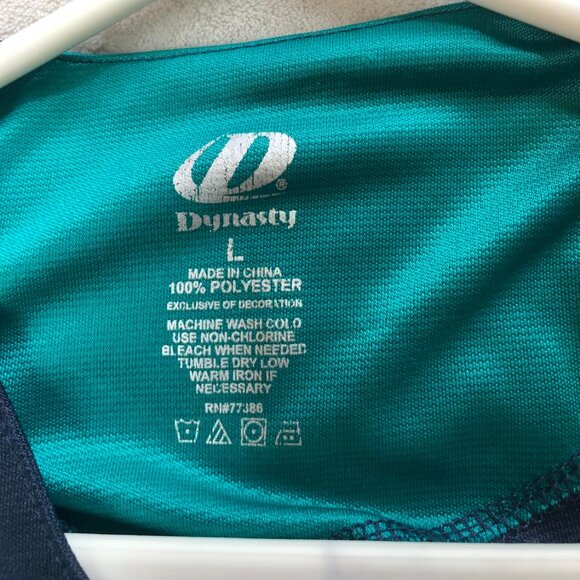 D®
Dynasty
L
MADE IN CHINA
100% POLYESTER
EXCLUSIVE OF DECORATION
MACHINE WASH COLD
USE NON-CHLORINE
BLEACH WHEN NEEDED
TUMBLE DRY LOW
WARM IRON IF
NECESSARY
RN#77386